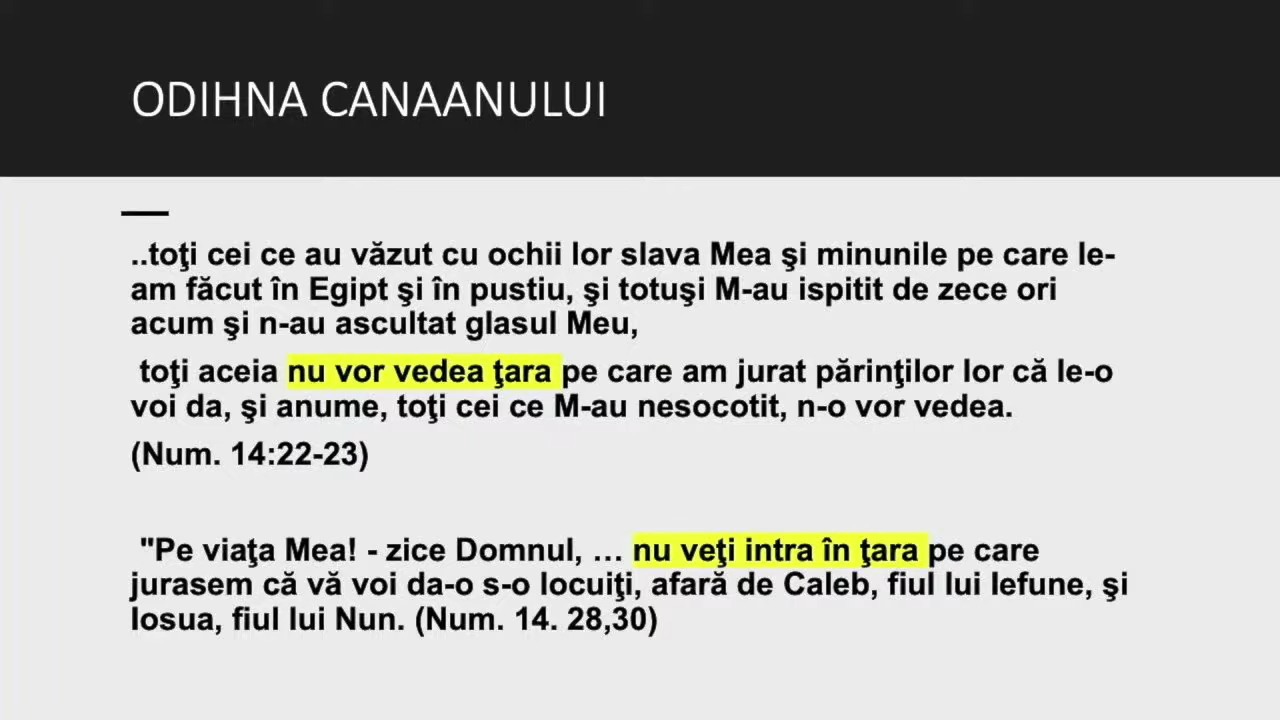 ODIHNA CANAANULUI
..toţi cei ce au văzut cu ochii lor slava Mea şi minunile pe care le-
am făcut în Egipt şi în pustiu, şi totuşi M-au ispitit de zece ori
acum şi n-au ascultat glasul Meu,
toţi aceia nu vor vedea ţara pe care am jurat părinţilor lor că le-o
voi da, şi anume, toţi cei ce M-au nesocotit, n-o vor vedea.
(Num. 14:22-23)
"Pe viaţa Mea! - zice Domnul, … nu veţi intra în ţara pe care
jurasem că vă voi da-o s-o locuiţi, afară de Caleb, fiul lui Iefune, şi
Iosua, fiul lui Nun. (Num. 14. 28,30)